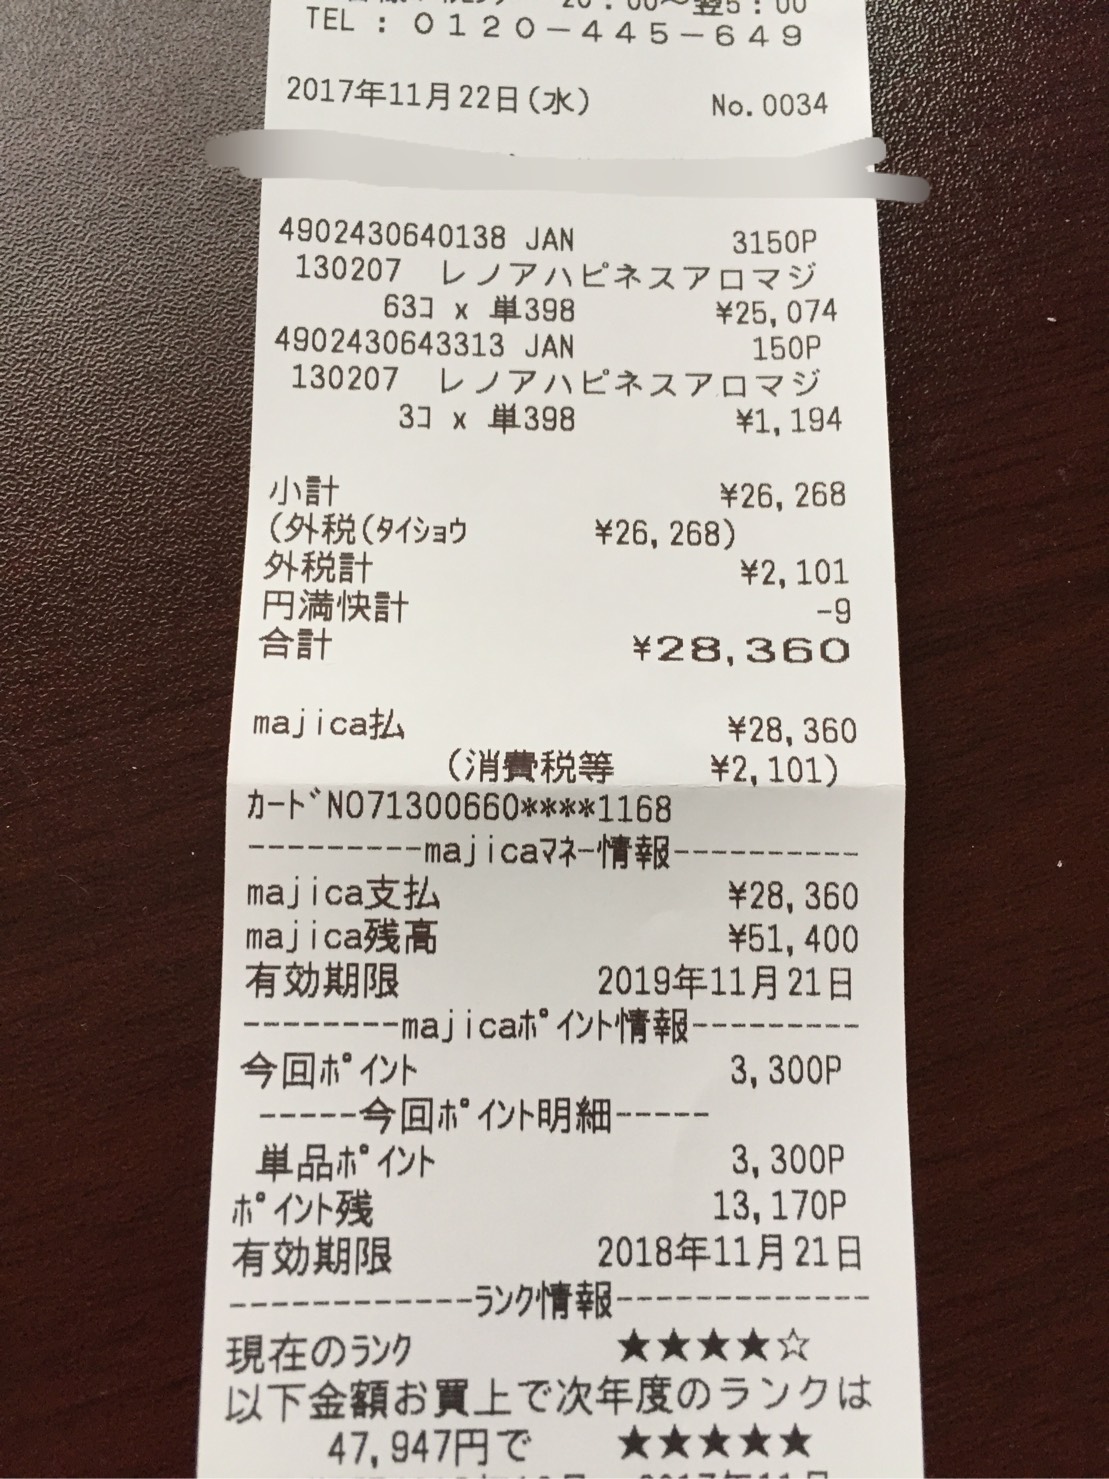 20:00～翌5:00
TEL : 0120-445-649
2017年11月22日(水) No.0034
4902430640138 JAN 3150P
130207 レノアハピネスアロマジ
63コ x 単398 ¥25,074
4902430643313 JAN 150P
130207 レノアハピネスアロマジ
3コ x 単398 ¥1,194
小計 ¥26,268
(外税(タイショウ ¥26,268)
外税計 ¥2,101
円満快計 -9
合計 ¥28,360
majica払 ¥28,360
(消費税等 ¥2,101)
カードNO71300660****1168
---------majicaマネー情報----------
majica支払 ¥28,360
majica残高 ¥51,400
有効期限 2019年11月21日
--------majicaポイント情報---------
今回ポイント 3,300P
-----今回ポイント明細-----
単品ポイント 3,300P
ポイント残 13,170P
有効期限 2018年11月21日
------------ランク情報-------------
現在のランク ★★★★☆
以下金額お買上で次年度のランクは
47,947円で ★★★★★